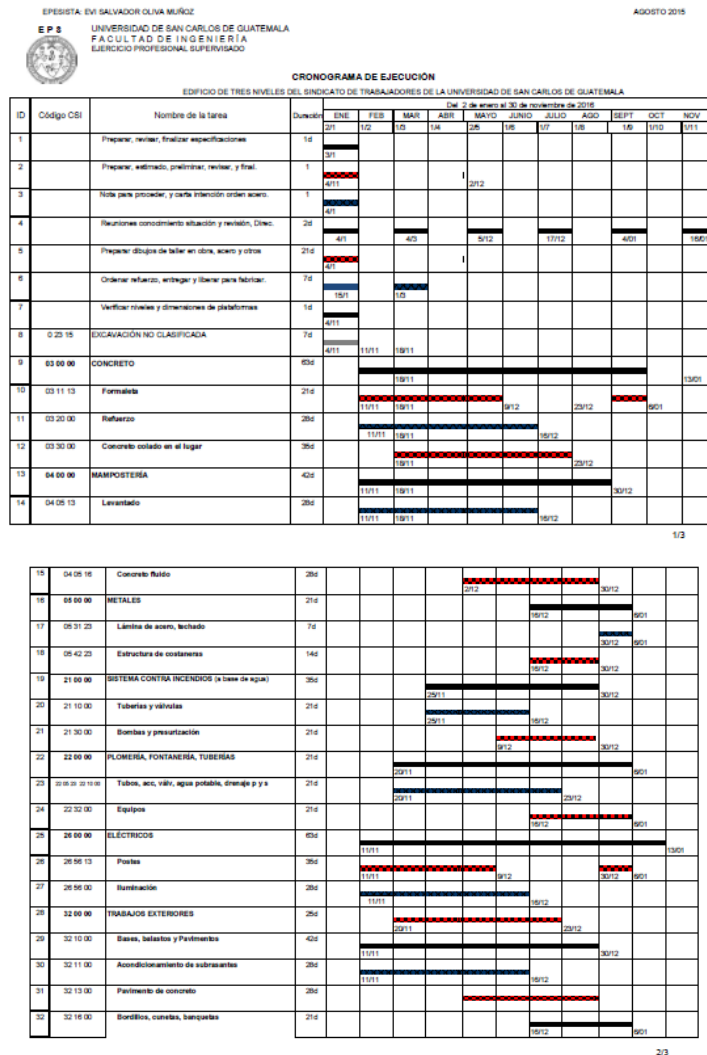 EPESISTA: EVI SALVADOR OLIVA MUÑOZ AGOSTO 2015
E P S UNIVERSIDAD DE SAN CARLOS DE GUATEMALA
FACULTAD DE INGENIERÍA
EJERCICIO PROFESIONAL SUPERVISADO
CRONOGRAMA DE EJECUCIÓN
EDIFICIO DE TRES NIVELES DEL SINDICATO DE TRABAJADORES DE LA UNIVERSIDAD DE SAN CARLOS DE GUATEMALA
Del 2 de enero al 30 de noviembre de 2016
ID Código CSI Nombre de la tarea Duración ENE FEB MAR ABR MAYO JUNIO JULIO AGO SEPT OCT NOV
2/1 1/2 1/3 1/4 2/5 1/6 1/7 1/8 1/9 1/10 1/11
1 Preparar, revisar, finalizar especificaciones 1d
3/1
2 Preparar, estimado, preliminar, revisar, y final. 1
4/11 2/12
3 Nota para proceder, y carta intención orden acero. 1
4/1
4 Reuniones conocimiento situación y revisión, Direc. 2d
4/1 4/3 5/12 17/12 4/01 16/01
5 Preparar dibujos de taller en obra, acero y otros 21d
4/1
6 Ordenar refuerzo, entregar y liberar para fabricar. 7d
15/1 1/3
7 Verificar niveles y dimensiones de plataformas 1d
4/11
8 0 23 15 EXCAVACIÓN NO CLASIFICADA 7d
4/11 11/11 18/11
9 03 00 00 CONCRETO 63d
18/11 13/01
10 03 11 13 Formaleta 21d
11/11 18/11 9/12 23/12 6/01
11 03 20 00 Refuerzo 28d
11/11 18/11 16/12
12 03 30 00 Concreto colado en el lugar 35d
18/11 23/12
13 04 00 00 MAMPOSTERÍA 42d
11/11 18/11 30/12
14 04 05 13 Levantado 28d
11/11 18/11 16/12
1/3
15 04 05 16 Concreto fluido 28d
2/12 30/12
16 05 00 00 METALES 21d
16/12 6/01
17 05 31 23 Lámina de acero, techado 7d
30/12 6/01
18 05 42 23 Estructura de costaneras 14d
16/12 30/12
19 21 00 00 SISTEMA CONTRA INCENDIOS (a base de agua) 35d
25/11 30/12
20 21 10 00 Tuberías y válvulas 21d
25/11 16/12
21 21 30 00 Bombas y presurización 21d
9/12 30/12
22 22 00 00 PLOMERÍA, FONTANERÍA, TUBERÍAS 21d
20/11 6/01
23 22 05 23 22 10 00 Tubos, acc, válv, agua potable, drenaje p y s 21d
20/11 23/12
24 22 32 00 Equipos 21d
16/12 6/01
25 26 00 00 ELÉCTRICOS 63d
11/11 13/01
26 26 56 13 Postes 35d
11/11 9/12 30/12 6/01
27 26 56 00 Iluminación 28d
11/11 16/12
28 32 00 00 TRABAJOS EXTERIORES 25d
20/11 23/12
29 32 10 00 Bases, balastos y Pavimentos 42d
11/11 30/12
30 32 11 00 Acondicionamiento de subrasantes 28d
11/11 16/12
31 32 13 00 Pavimento de concreto 28d
32 32 16 00 Bordillos, cunetas, banquetas 21d
16/12 6/01
2/3